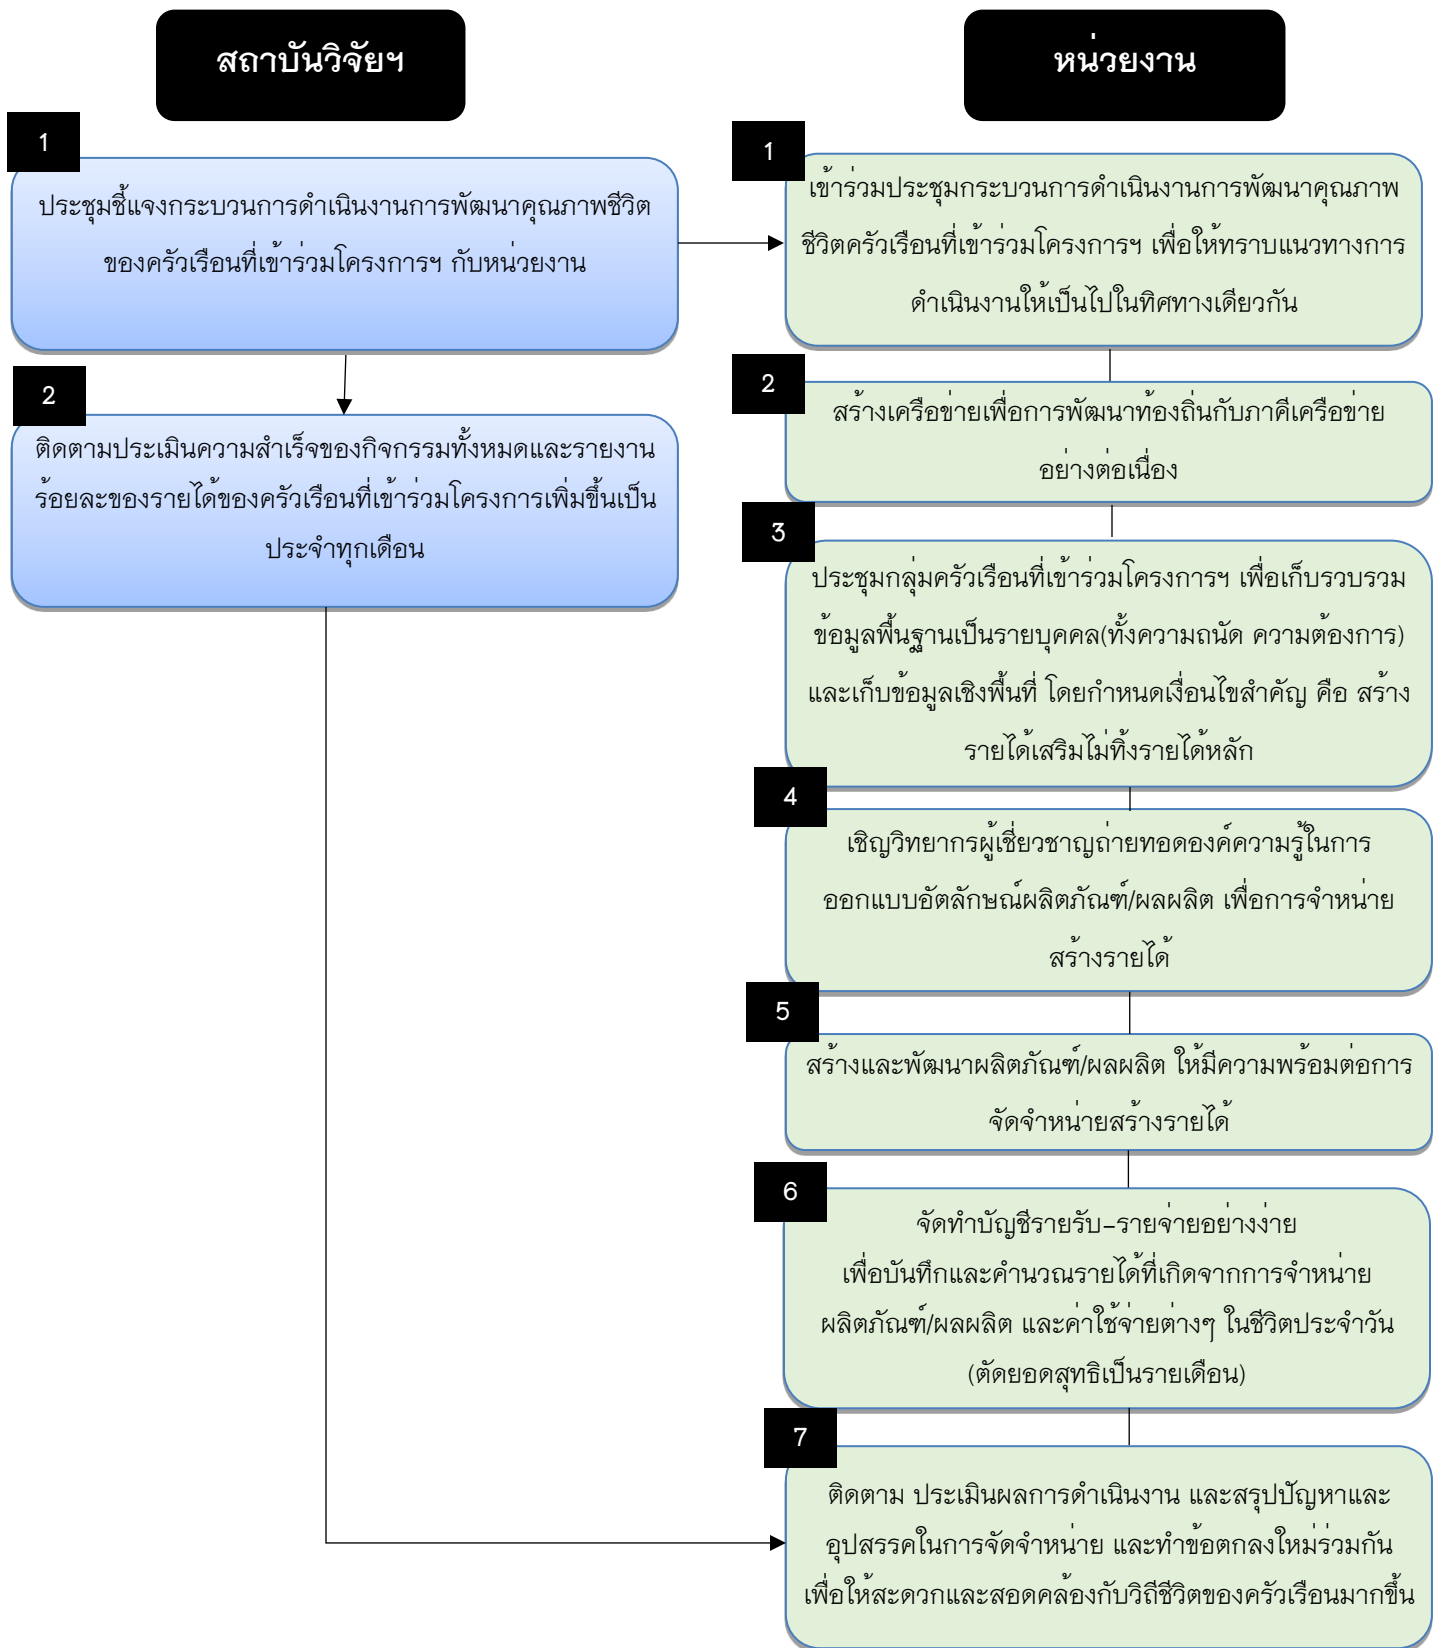 สถาบันวิจัยฯ
1
ประชุมชี้แจงกระบวนการดำเนินงานการพัฒนาคุณภาพชีวิต
ของครัวเรือนที่เข้าร่วมโครงการฯ กับหน่วยงาน
2
ติดตามประเมินความสำเร็จของกิจกรรมทั้งหมดและรายงาน
ร้อยละของรายได้ของครัวเรือนที่เข้าร่วมโครงการเพิ่มขึ้นเป็น
ประจำทุกเดือน
หน่วยงาน
1
เข้าร่วมประชุมกระบวนการดำเนินงานการพัฒนาคุณภาพ
ชีวิตครัวเรือนที่เข้าร่วมโครงการฯ เพื่อให้ทราบแนวทางการ
ดำเนินงานให้เป็นไปในทิศทางเดียวกัน
2
สร้างเครือข่ายเพื่อการพัฒนาท้องถิ่นกับภาคีเครือข่าย
อย่างต่อเนื่อง
3
ประชุมกลุ่มครัวเรือนที่เข้าร่วมโครงการฯ เพื่อเก็บรวบรวม
ข้อมูลพื้นฐานเป็นรายบุคคล(ทั้งความถนัด ความต้องการ)
และเก็บข้อมูลเชิงพื้นที่ โดยกำหนดเงื่อนไขสำคัญ คือ สร้าง
รายได้เสริมไม่ทิ้งรายได้หลัก
4
เชิญวิทยากรผู้เชี่ยวชาญถ่ายทอดองค์ความรู้ในการ
ออกแบบอัตลักษณ์ผลิตภัณฑ์/ผลผลิต เพื่อการจำหน่าย
สร้างรายได้
5
สร้างและพัฒนาผลิตภัณฑ์/ผลผลิต ให้มีความพร้อมต่อการ
จัดจำหน่ายสร้างรายได้
6
จัดทำบัญชีรายรับ-รายจ่ายอย่างง่าย
เพื่อบันทึกและคำนวณรายได้ที่เกิดจากการจำหน่าย
ผลิตภัณฑ์/ผลผลิต และค่าใช้จ่ายต่างๆ ในชีวิตประจำวัน
(ตัดยอดสุทธิเป็นรายเดือน)
7
ติดตาม ประเมินผลการดำเนินงาน และสรุปปัญหาและ
อุปสรรคในการจัดจำหน่าย และทำข้อตกลงใหม่ร่วมกัน
เพื่อให้สะดวกและสอดคล้องกับวิถีชีวิตของครัวเรือนมากขึ้น